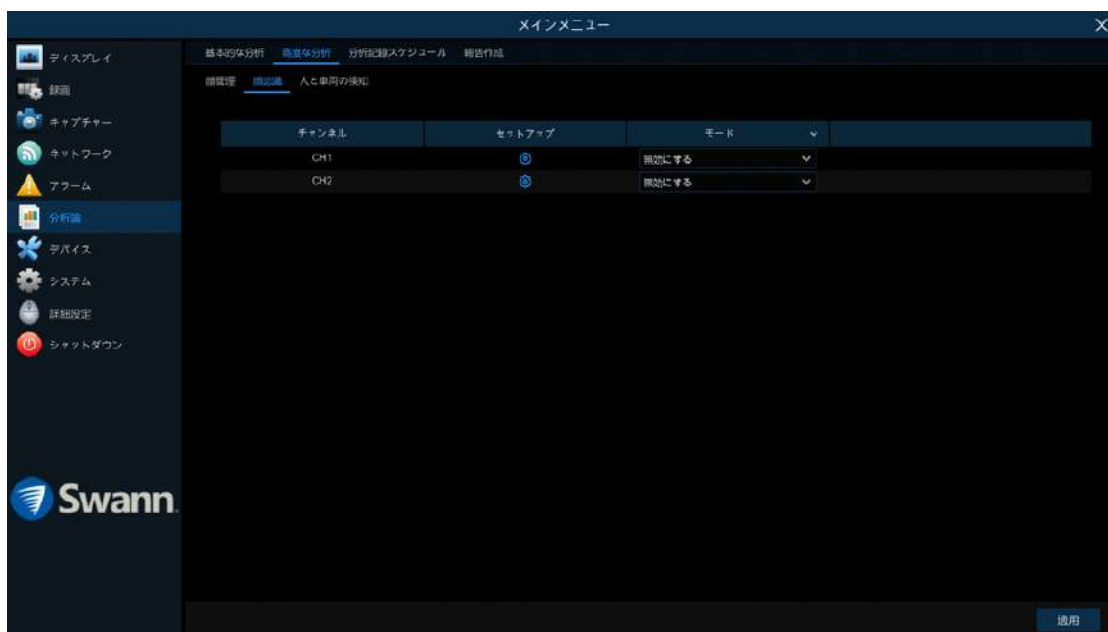 メインメニュー
X
ディスプレイ
録画
キャプチャー
ネットワーク
アラーム
分析論
デバイス
システム
詳細設定
シャットダウン
Swann.
基本的な分析 高度な分析 分析記録スケジュール 報告作成
顔管理 顔認識 人と車両の検知
チャンネル セットアップ モード
CH1 無効にする
CH2 無効にする
適用